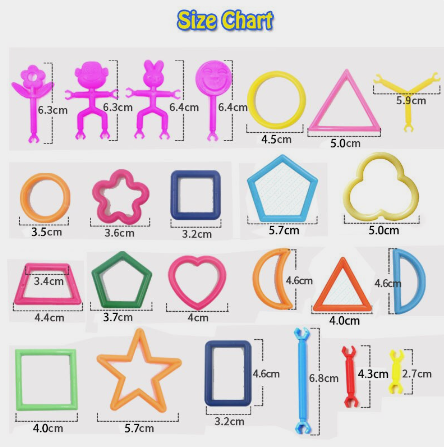 Size Chart
6.3cm
6.3cm
6.4cm
6.4cm
4.5cm
5.0cm
5.9cm
3.5cm
3.6cm
3.2cm
5.7cm
5.0cm
3.4cm
4.4cm
3.7cm
4cm
4.6cm
4.0cm
4.6cm
4.0cm
5.7cm
4.6cm
3.2cm
6.8cm
4.3cm
2.7cm